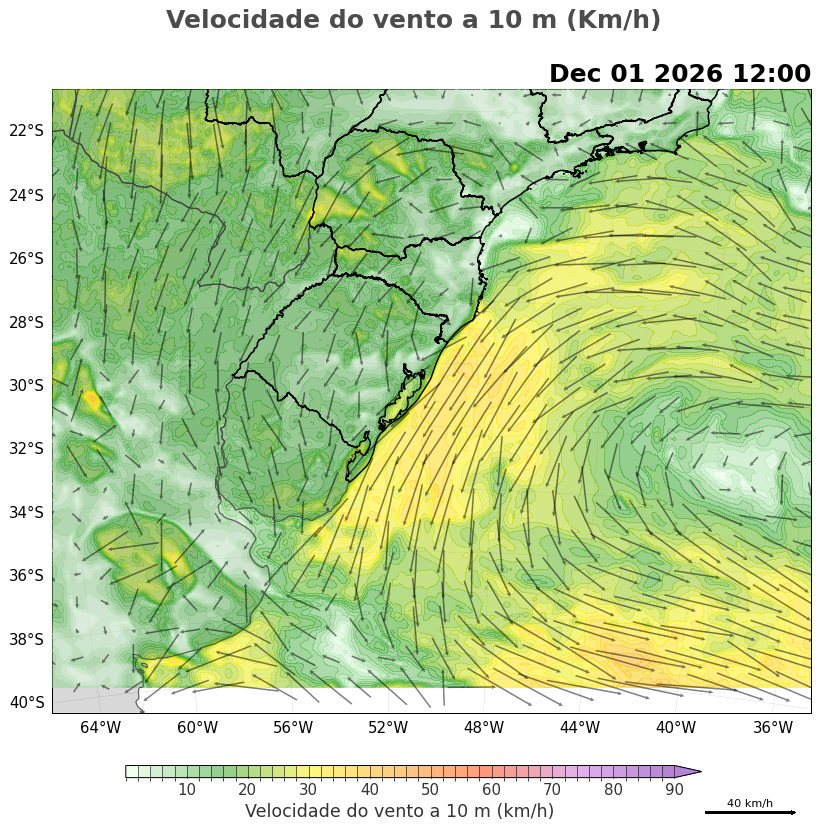 Velocidade do vento a 10 m (Km/h)
Dec 01 2026 12:00
22°S
24°S
26°S
28°S
30°S
32°S
34°S
36°S
38°S
40°S
64°W 60°W 56°W 52°W 48°W 44°W 40°W 36°W
10 20 30 40 50 60 70 80 90
Velocidade do vento a 10 m (km/h)
40 km/h